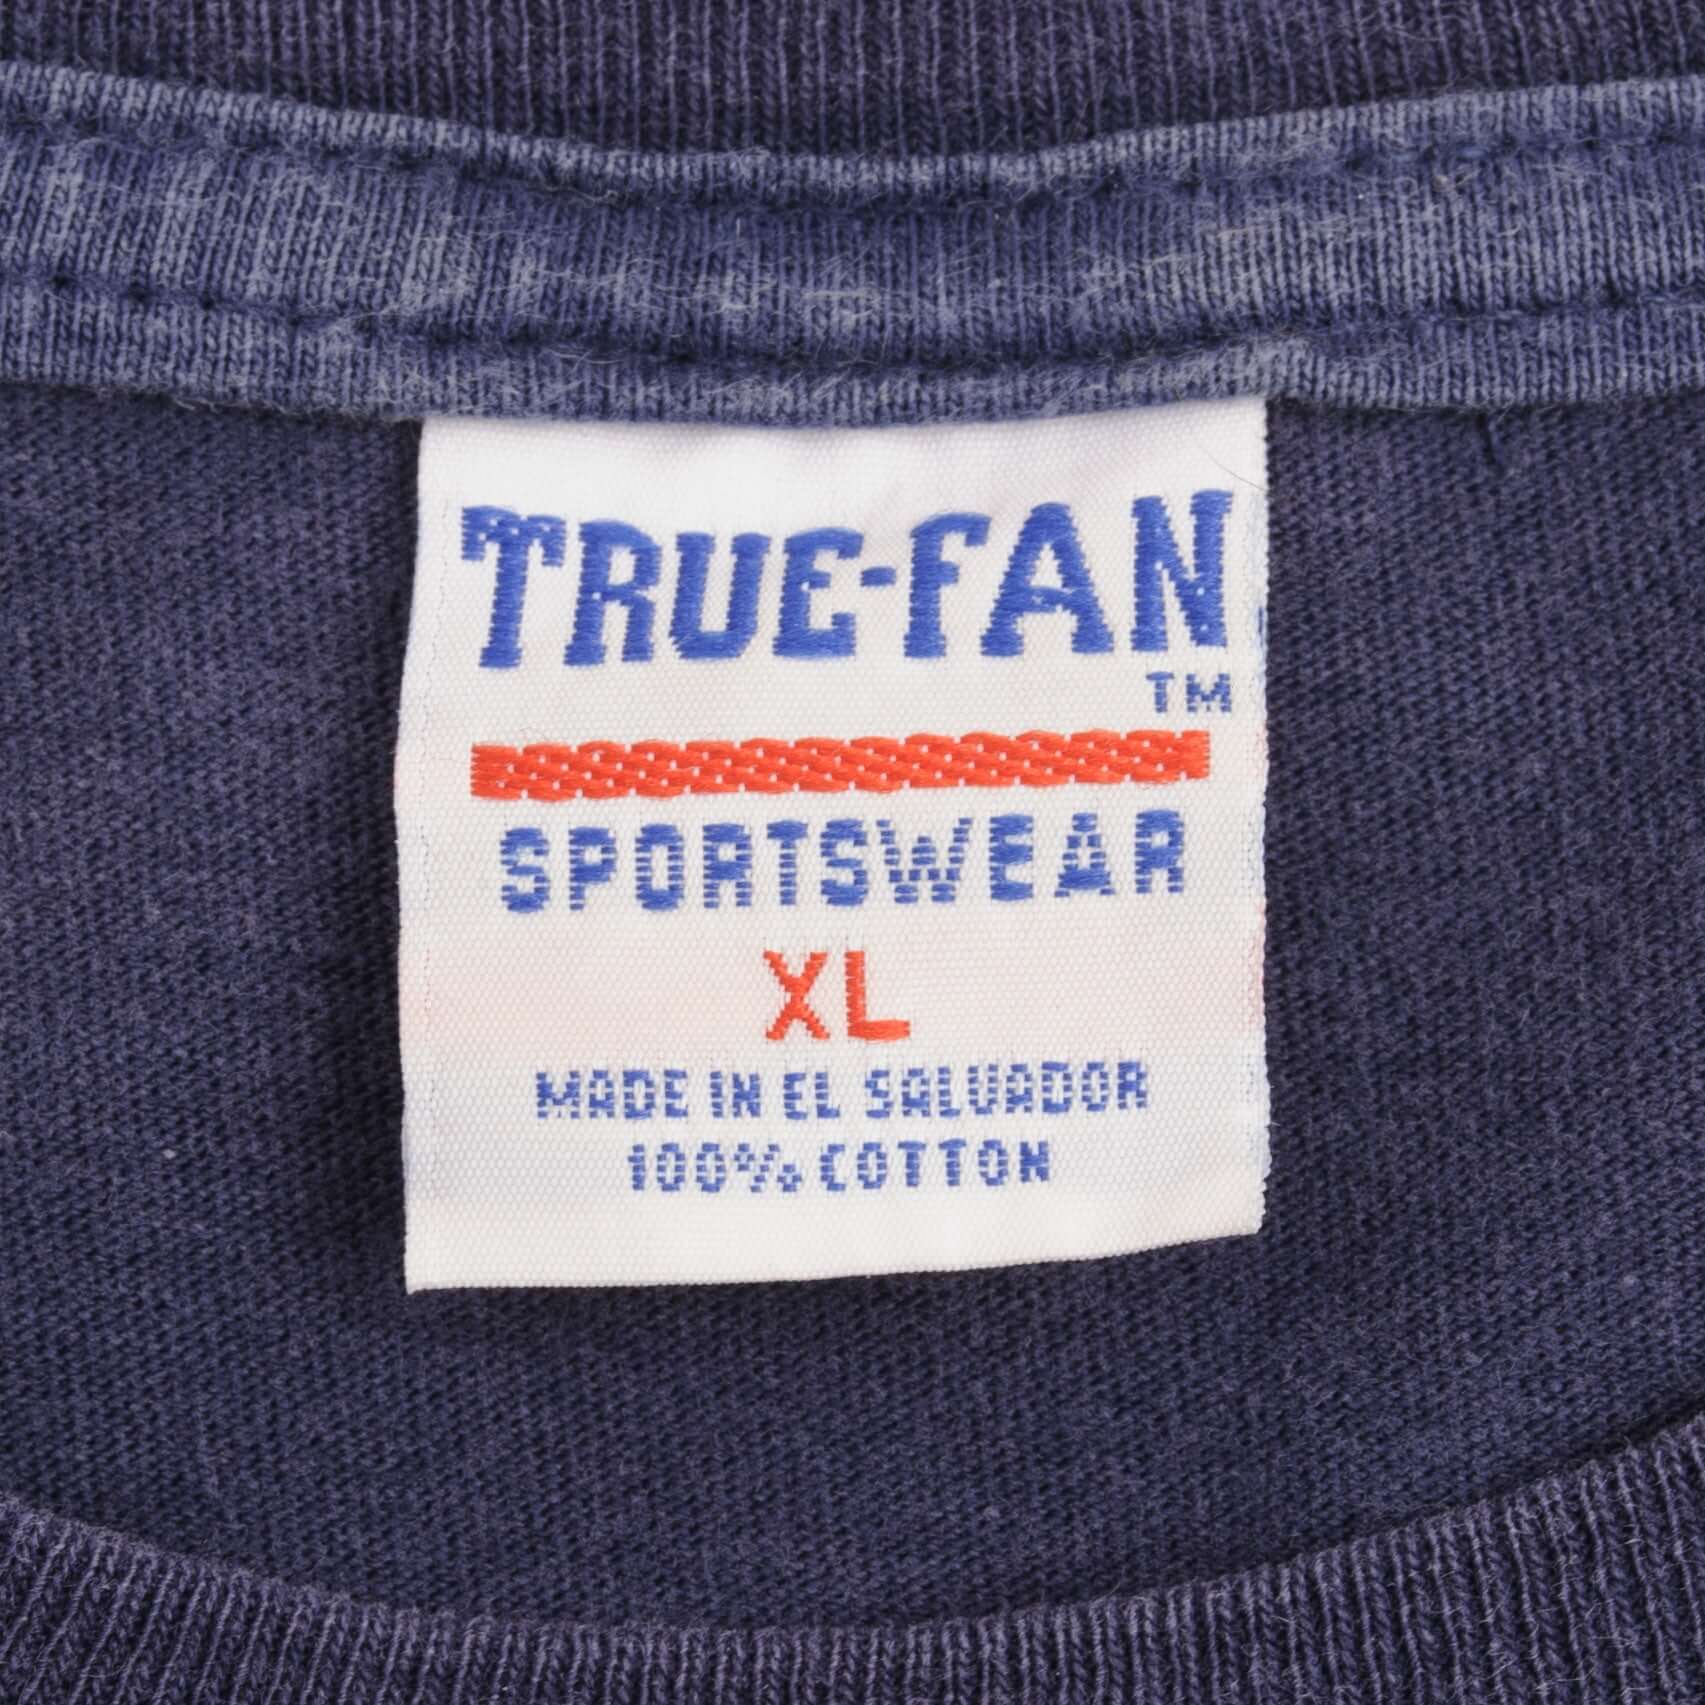 TRUE-FAN
TM
SPORTSWEAR
XL
MADE IN EL SALVADOR
100% COTTON